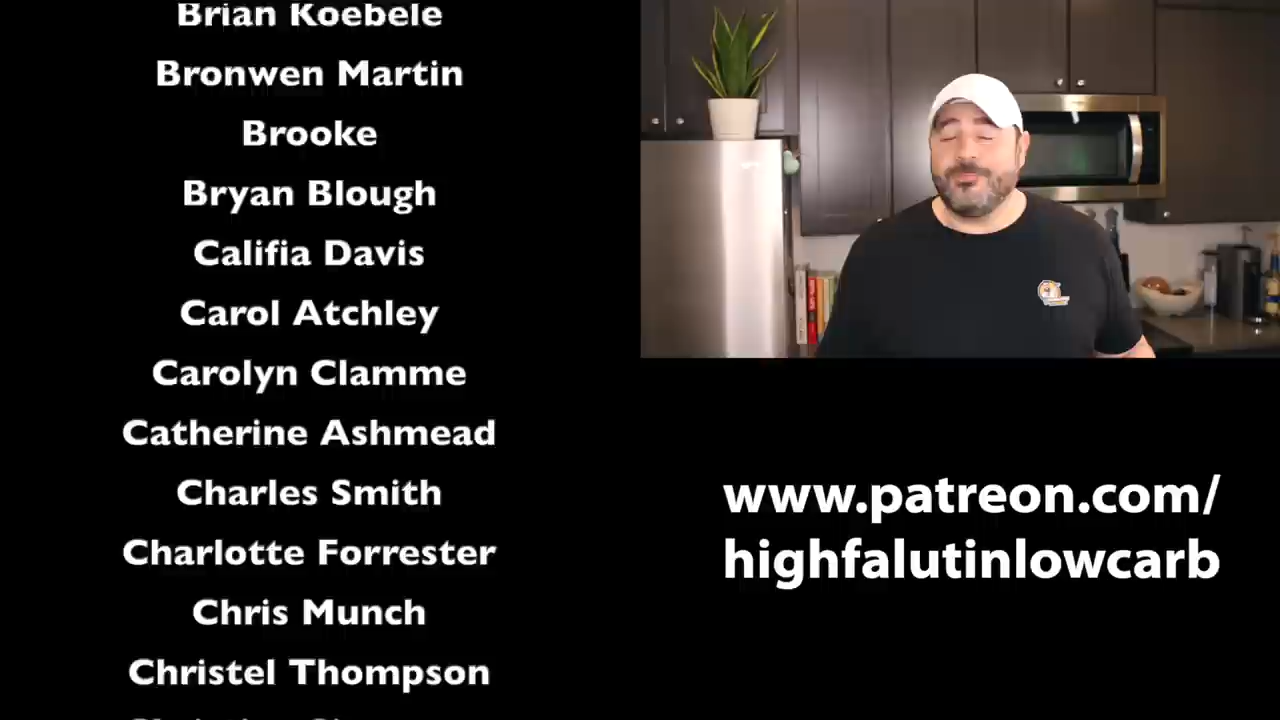 Brian Koebele
Bronwen Martin
Brooke
Bryan Blough
Califia Davis
Carol Atchley
Carolyn Clamme
Catherine Ashmead
Charles Smith
Charlotte Forrester
Chris Munch
Christel Thompson
www.patreon.com/
highfalutinlowcarb